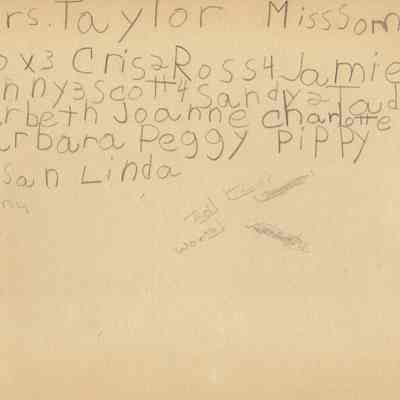 rs. Taylor MissSom
x3 Cris2Ross4Jamie
nny3scott4Sandy2Tad
rbeth Joanne charlotte
rbara Peggy Pippy
san Linda